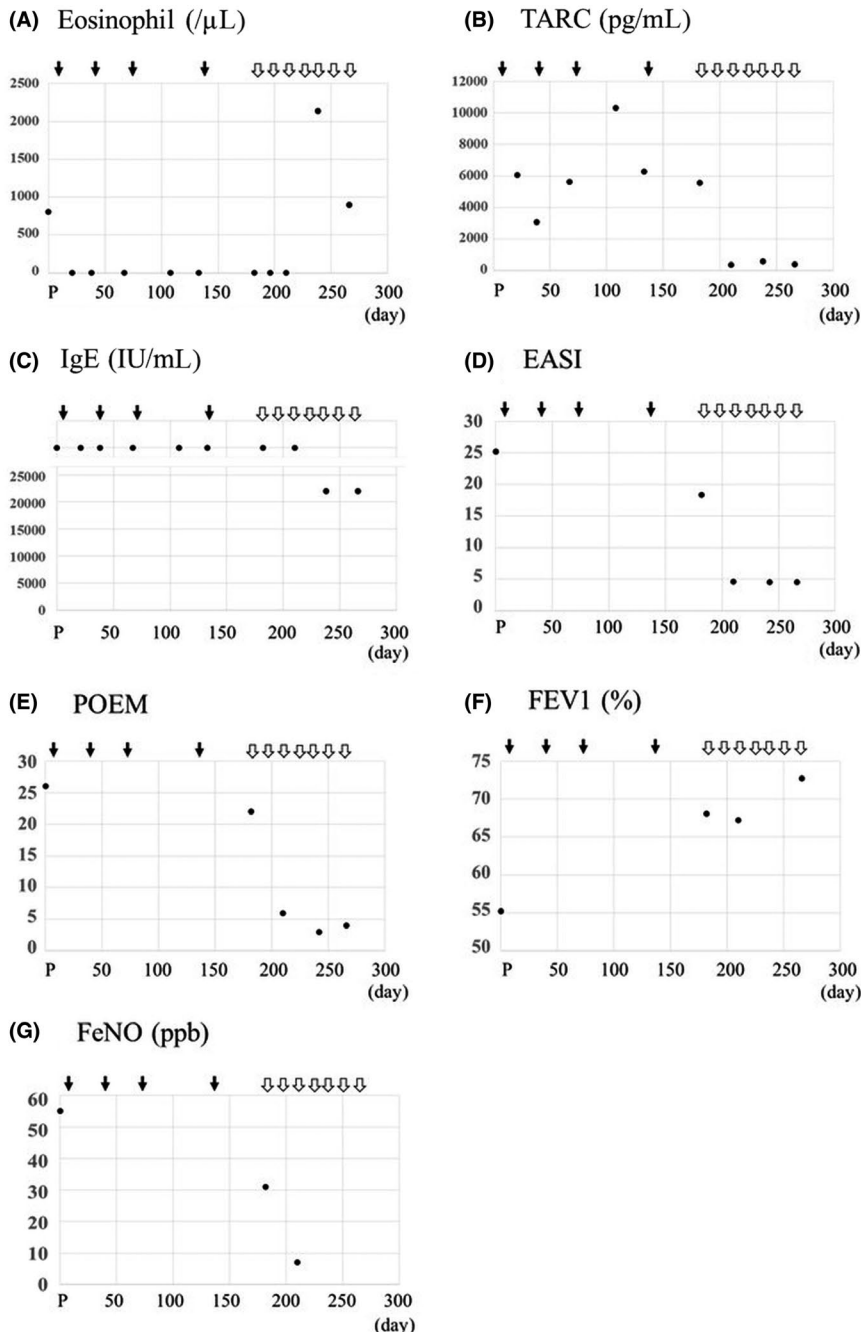 (A) Eosinophil (/µL)
2500
2000
1500
1000
500
0
P 50 100 150 200 250 300
(day)
(B) TARC (pg/mL)
12000
10000
8000
6000
4000
2000
0
P 50 100 150 200 250 300
(day)
(C) IgE (IU/mL)
25000
20000
15000
10000
5000
0
P 50 100 150 200 250 300
(day)
(D) EASI
30
25
20
15
10
5
0
P 50 100 150 200 250 300
(day)
(E) POEM
30
25
20
15
10
5
0
P 50 100 150 200 250 300
(day)
(F) FEV1 (%)
75
70
65
60
55
50
P 50 100 150 200 250 300
(day)
(G) FeNO (ppb)
60
50
40
30
20
10
0
P 50 100 150 200 250 300
(day)